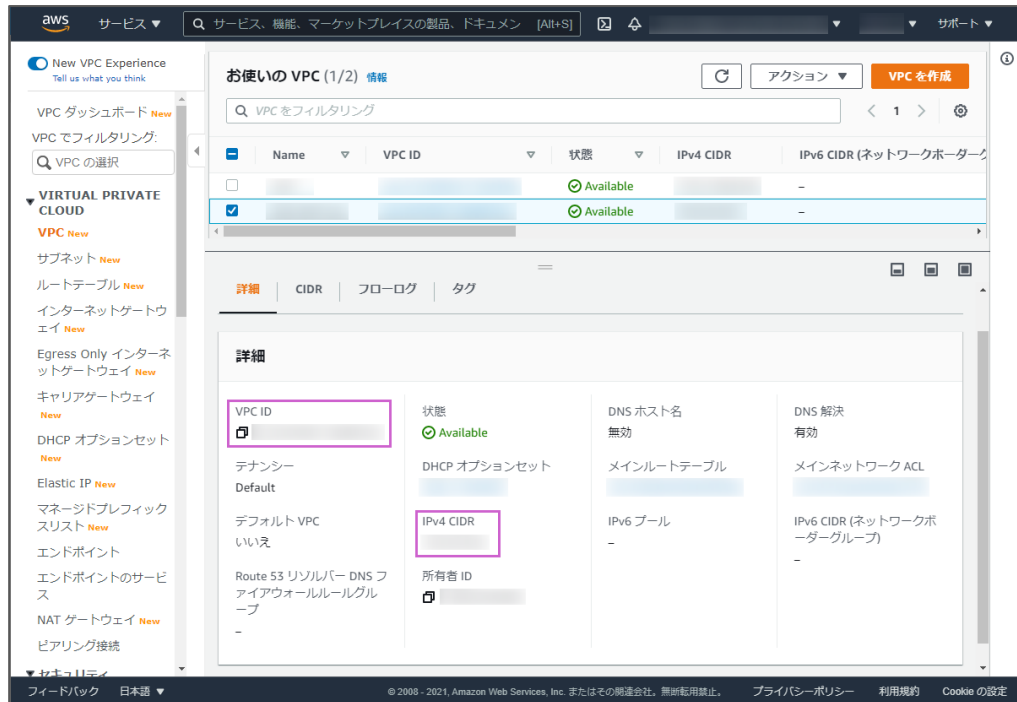 aws
サービス ▼
サービス、機能、マーケットプレイスの製品、ドキュメン [Alt+S]
サポート ▼
New VPC Experience
Tell us what you think
VPC ダッシュボード New
VPC でフィルタリング:
VPC の選択
▼ VIRTUAL PRIVATE
CLOUD
VPC New
サブネット New
ルートテーブル New
インターネットゲートウ
ェイ New
Egress Only インターネ
ットゲートウェイ New
キャリアゲートウェイ
New
DHCP オプションセット
New
Elastic IP New
マネージドプレフィック
スリスト New
エンドポイント
エンドポイントのサービ
ス
NAT ゲートウェイ New
ピアリング接続
▼ セキュリティ
お使いの VPC (1/2) 情報
アクション ▼
VPC を作成
VPC をフィルタリング
1
Name
VPC ID
状態
IPv4 CIDR
IPv6 CIDR (ネットワークボーダーグ
Available
–
Available
–
詳細
CIDR
フローログ
タグ
詳細
VPC ID
状態
Available
DNS ホスト名
無効
DNS 解決
有効
テナンシー
Default
DHCP オプションセット
メインルートテーブル
メインネットワーク ACL
デフォルト VPC
いいえ
IPv4 CIDR
IPv6 プール
–
IPv6 CIDR (ネットワークボ
ーダーグループ)
–
Route 53 リゾルバー DNS フ
ァイアウォールルールグル
ープ
–
所有者 ID
フィードバック
日本語 ▼
© 2008 - 2021, Amazon Web Services, Inc. またはその関連会社。無断転用禁止。
プライバシーポリシー
利用規約
Cookie の設定